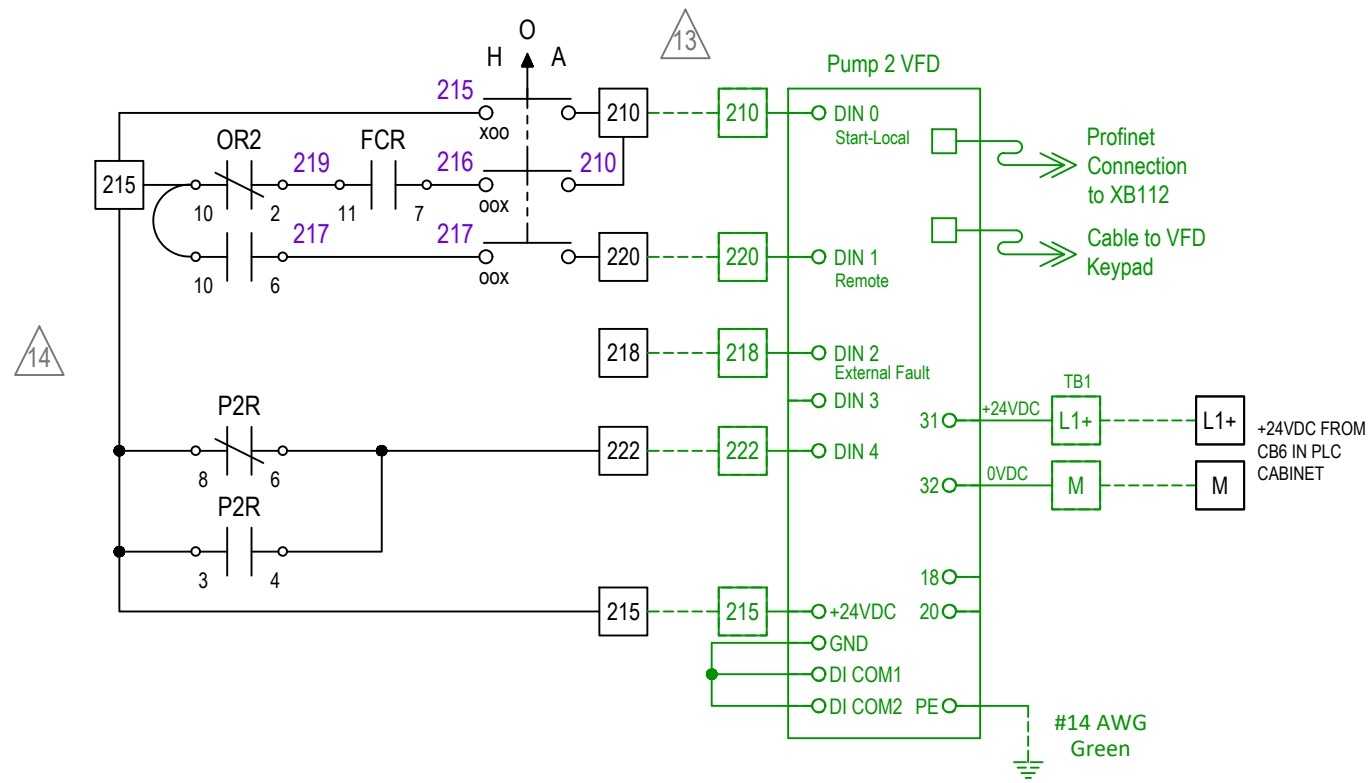 H
O
A
13
215
210
210
Pump 2 VFD
DIN 0
Start-Local
Profinet
Connection
to XB112
xoo
OR2
219
FCR
216
210
215
10
2
11
7
oox
217
217
220
220
DIN 1
Remote
Cable to VFD
Keypad
10
6
oox
14
218
218
DIN 2
External Fault
DIN 3
P2R
8
6
222
222
DIN 4
TB1
31
+24VDC
L1+
L1+
+24VDC FROM
CB6 IN PLC
CABINET
32
0VDC
M
M
P2R
3
4
18
215
215
+24VDC
20
GND
DI COM1
DI COM2
PE
#14 AWG
Green